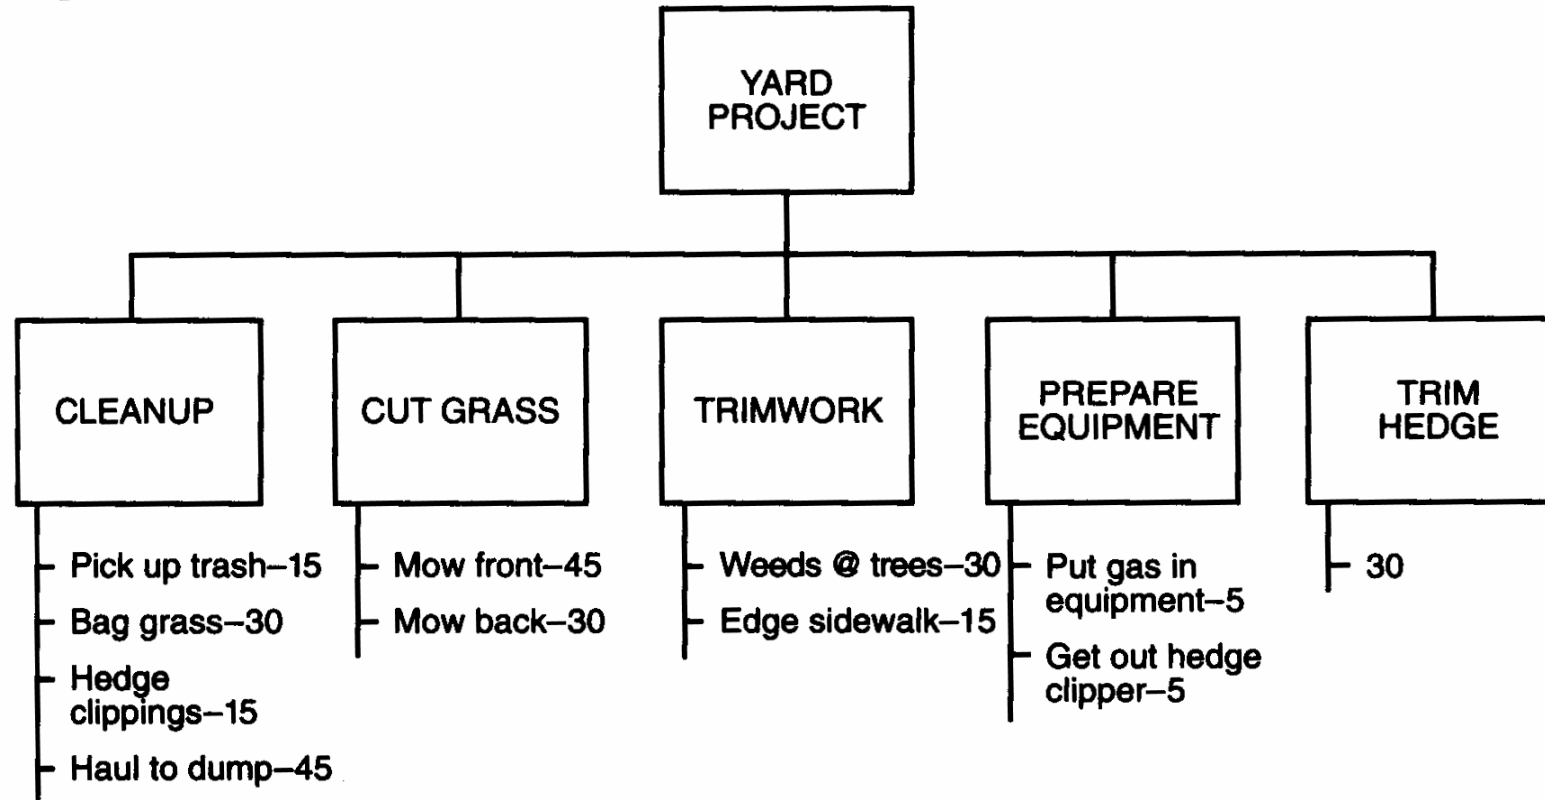 YARD
PROJECT
CLEANUP
CUT GRASS
TRIMWORK
PREPARE
EQUIPMENT
TRIM
HEDGE
Pick up trash–15
Bag grass–30
Hedge
clippings–15
Haul to dump–45
Mow front–45
Mow back–30
Weeds @ trees–30
Edge sidewalk–15
Put gas in
equipment–5
Get out hedge
clipper–5
30